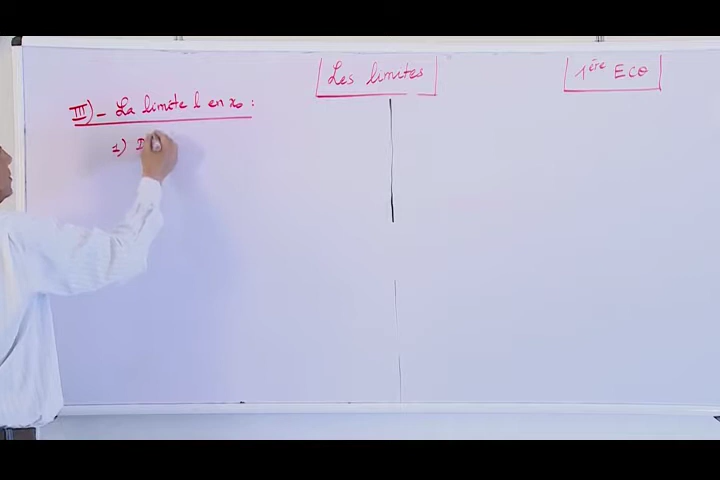 Les limites
1ère ECO
III) - La limite l en x₀ :
1)